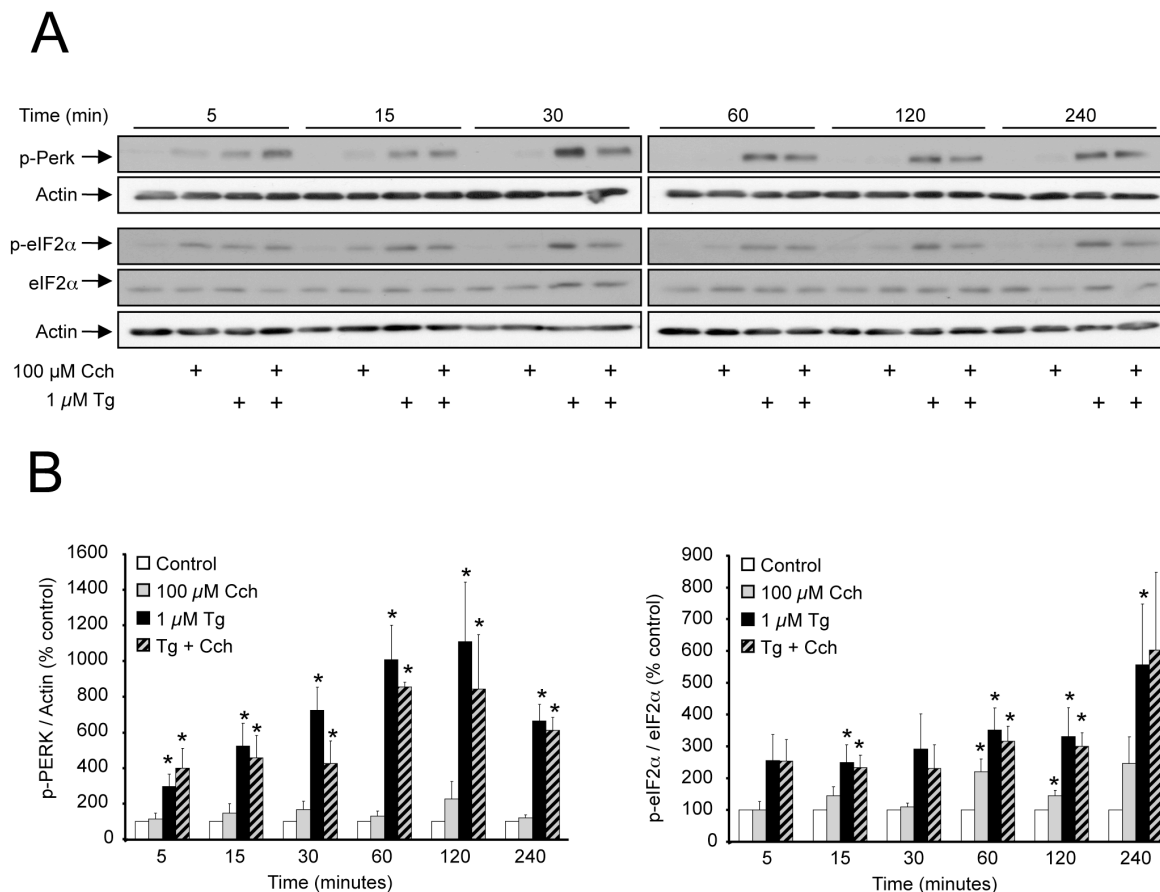 A
Time (min) 5 15 30 60 120 240
p-Perk
Actin
p-eIF2α
eIF2α
Actin
100 µM Cch + + + + + + + + + + + +
1 µM Tg + + + + + + + + + + + +
B
p-PERK / Actin (% control)
1600
1400
1200
1000
800
600
400
200
0
Control
100 µM Cch
1 µM Tg
Tg + Cch
* * * * * * * * * * * *
5 15 30 60 120 240
Time (minutes)
p-eIF2α / eIF2α (% control)
900
800
700
600
500
400
300
200
100
0
Control
100 µM Cch
1 µM Tg
Tg + Cch
* * * * * * * * *
5 15 30 60 120 240
Time (minutes)